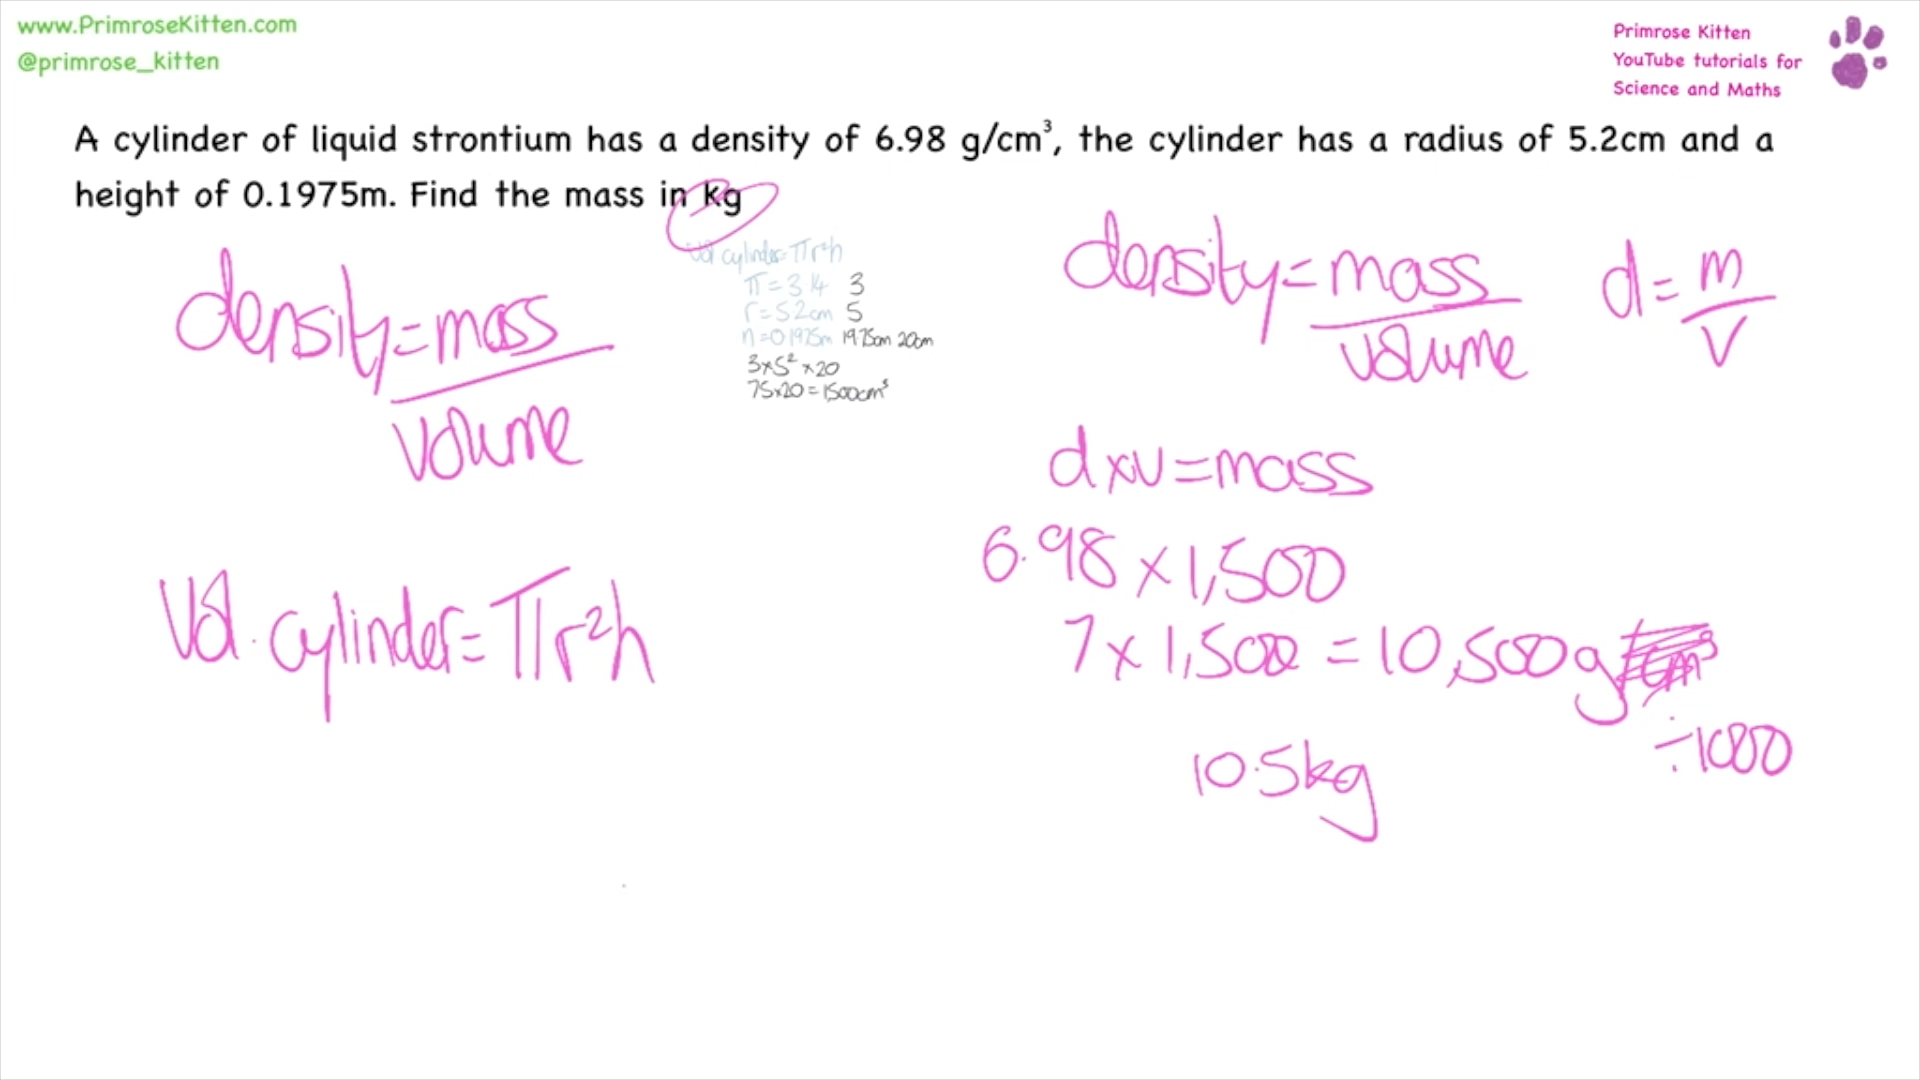 www.PrimroseKitten.com
@primrose_kitten
Primrose Kitten
YouTube tutorials for
Science and Maths
A cylinder of liquid strontium has a density of 6.98 g/cm³, the cylinder has a radius of 5.2cm and a
height of 0.1975m. Find the mass in kg
density = mass
volume
Vol. cylinder = πr²h
Vol cylinder = πr²h
π = 3.14 3
r = 5.2cm 5
h = 0.1975m 19.75cm 20cm
3 × 5² × 20
75 × 20 = 1500cm³
density = mass
volume
d = m
v
d × v = mass
6.98 × 1,500
7 × 1,500 = 10,500g/cm³
÷ 1000
10.5kg